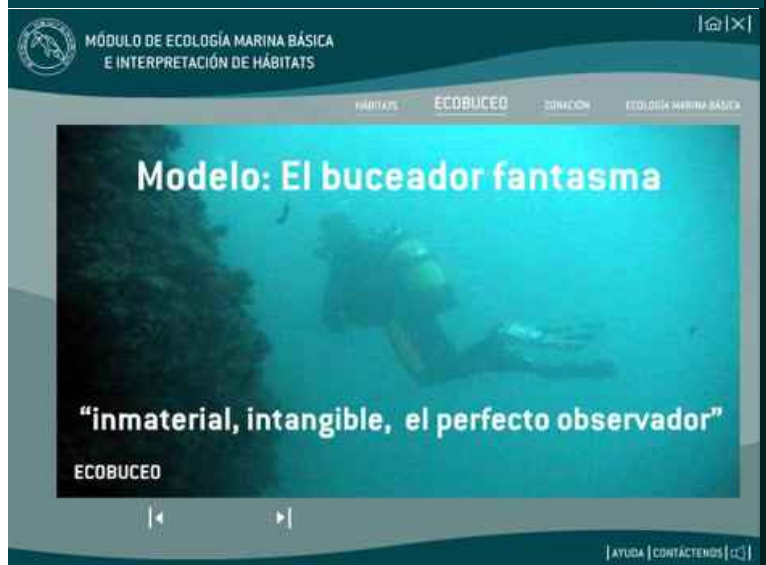 MÓDULO DE ECOLOGÍA MARINA BÁSICA
E INTERPRETACIÓN DE HÁBITATS
HÁBITATS ECOBUCEO DONACIÓN ECOLOGÍA MARINA BÁSICA
Modelo: El buceador fantasma
“inmaterial, intangible, el perfecto observador”
ECOBUCEO
AYUDA CONTÁCTENOS